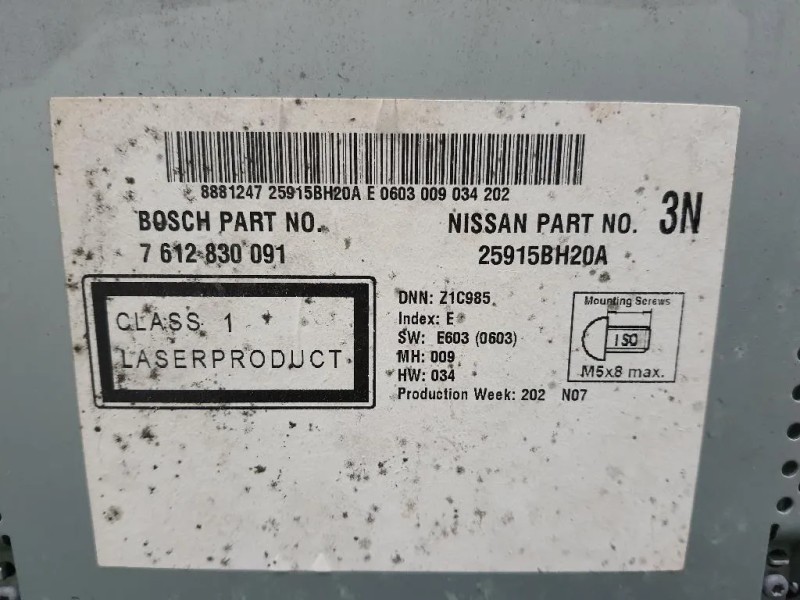 8881247 25915BH20A E 0603 009 034 202
BOSCH PART NO.
7 612 830 091
NISSAN PART NO. 3N
25915BH20A
CLASS 1
LASERPRODUCT
DNN: Z1C985
Index: E
SW: E603 (0603)
MH: 009
HW: 034
Production Week: 202 N07
Mounting Screws
ISO
M5x8 max.